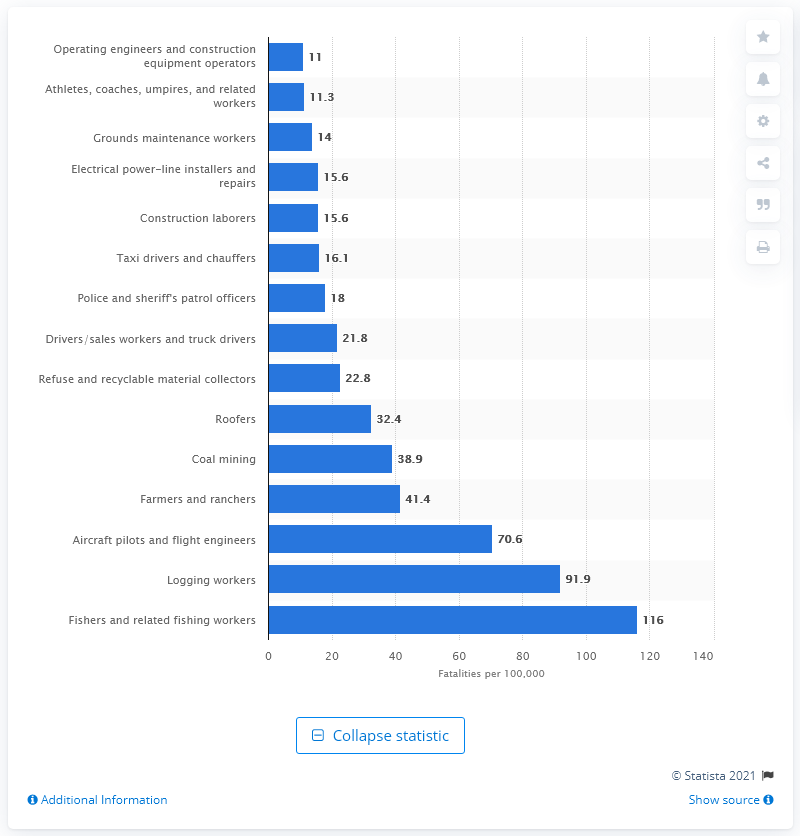 Operating engineers and construction
equipment operators
11
Athletes, coaches, umpires, and related
workers
11.3
Grounds maintenance workers
14
Electrical power-line installers and
repairs
15.6
Construction laborers
15.6
Taxi drivers and chauffers
16.1
Police and sheriff's patrol officers
18
Drivers/sales workers and truck drivers
21.8
Refuse and recyclable material collectors
22.8
Roofers
32.4
Coal mining
38.9
Farmers and ranchers
41.4
Aircraft pilots and flight engineers
70.6
Logging workers
91.9
Fishers and related fishing workers
116
0 20 40 60 80 100 120 140
Fatalities per 100,000
Collapse statistic
© Statista 2021
Additional Information
Show source